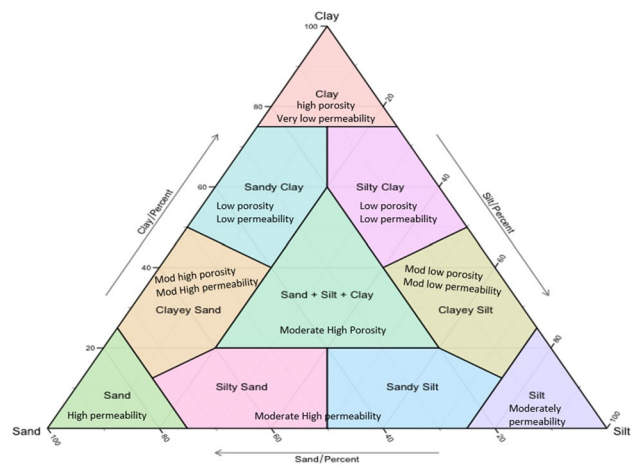 Clay
100
Clay
high porosity
Very low permeability
80
20
Sandy Clay
Low porosity
Low permeability
Silty Clay
Low porosity
Low permeability
60
40
Clay/Percent
Silt/Percent
Mod high porosity
Mod High permeability
Clayey Sand
40
Sand + Silt + Clay
Moderate High Porosity
Mod low porosity
Mod low permeability
Clayey Silt
60
20
80
Sand
High permeability
Silty Sand
Sandy Silt
Moderate High permeability
Silt
Moderately
permeability
Sand
100
80
60
40
20
100
Silt
Sand/Percent